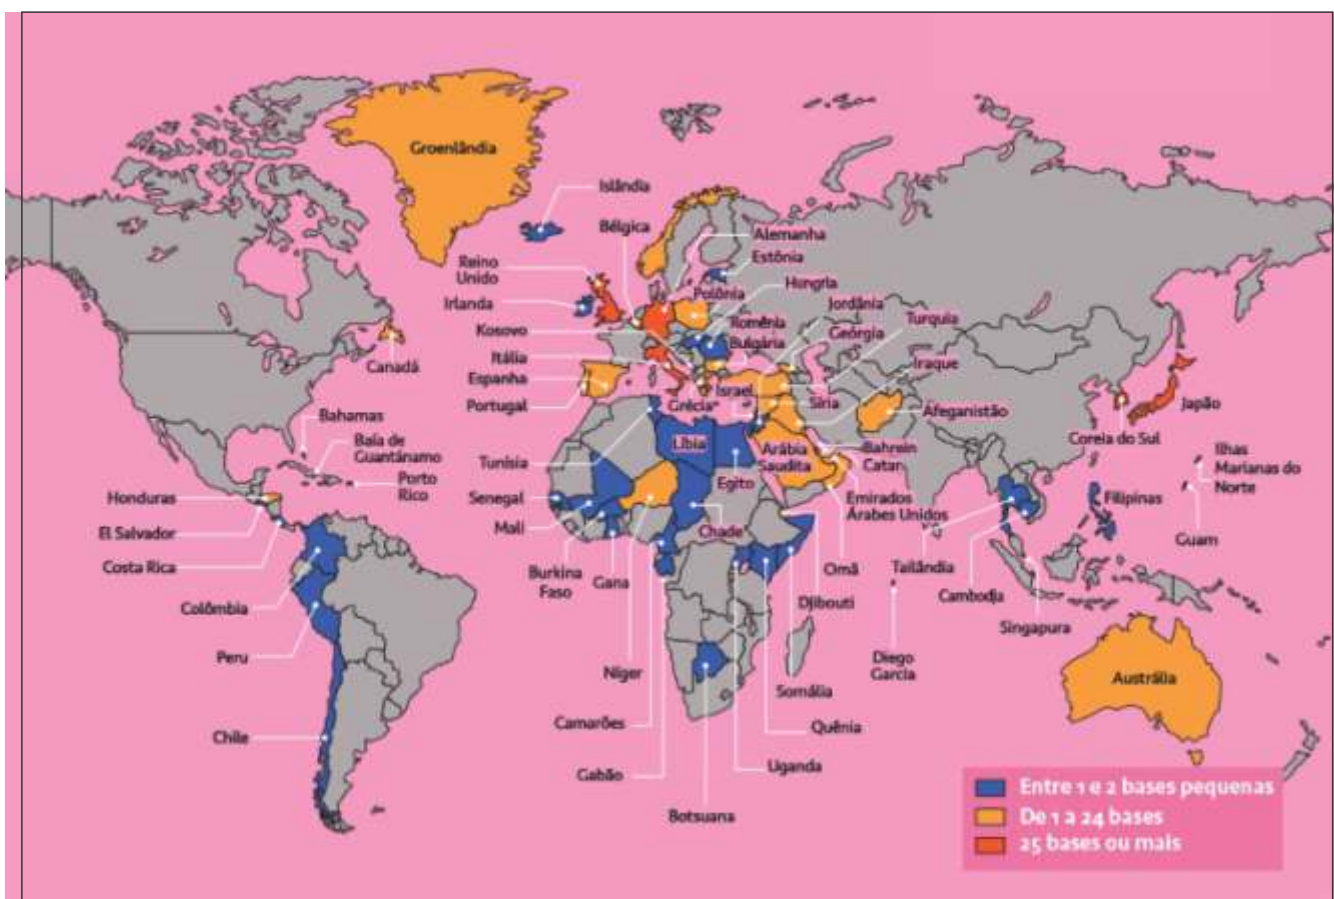 Groenlândia
Islândia
Bélgica
Alemanha
Estônia
Reino
Unido
Polônia
Hungria
Irlanda
Jordânia
Kosovo
Romênia
Geórgia
Turquia
Bulgária
Itália
Iraque
Canadá
Espanha
Israel
Síria
Portugal
Grécia
Afeganistão
Japão
Bahamas
Coreia do Sul
Baía de
Guantánamo
Líbia
Arábia
Saudita
Bahrein
Catar
Ilhas
Marianas do
Norte
Tunísia
Porto
Rico
Egito
Honduras
Senegal
Emirados
Árabes Unidos
Filipinas
El Salvador
Mali
Chade
Guam
Costa Rica
Burkina
Faso
Gana
Omã
Tailândia
Colômbia
Djibouti
Cambodja
Singapura
Peru
Níger
Diego
Garcia
Austrália
Somália
Chile
Camarões
Quênia
Gabão
Uganda
Botsuana
Entre 1 e 2 bases pequenas
De 1 a 24 bases
25 bases ou mais